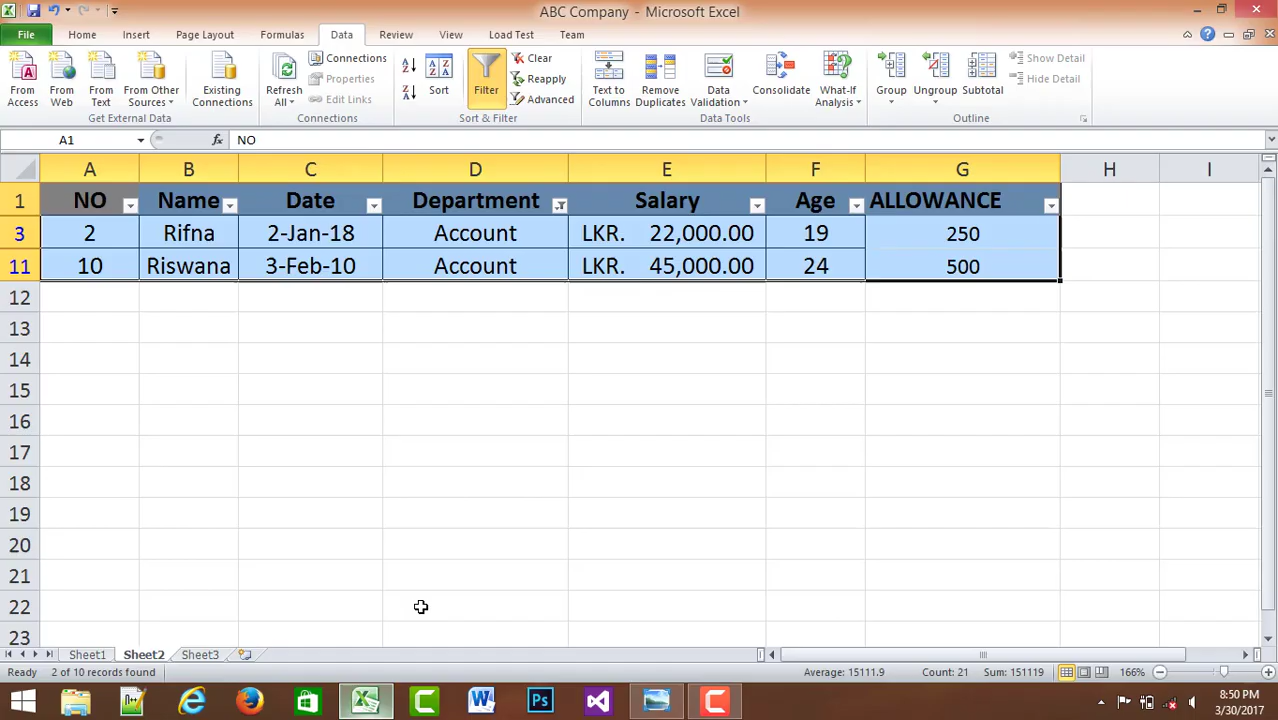 ABC Company - Microsoft Excel
File Home Insert Page Layout Formulas Data Review View Load Test Team
From Access
From Web
From Text
From Other Sources
Existing Connections
Get External Data
Refresh All
Connections
Properties
Edit Links
Connections
Sort
Filter
Clear
Reapply
Advanced
Sort & Filter
Text to Columns
Remove Duplicates
Data Validation
Consolidate
What-If Analysis
Data Tools
Group
Ungroup
Subtotal
Show Detail
Hide Detail
Outline
A1 fx NO
A B C D E F G H I
1 NO Name Date Department Salary Age ALLOWANCE
3 2 Rifna 2-Jan-18 Account LKR. 22,000.00 19 250
11 10 Riswana 3-Feb-10 Account LKR. 45,000.00 24 500
12
13
14
15
16
17
18
19
20
21
22
23
Sheet1 Sheet2 Sheet3
Ready 2 of 10 records found Average: 15111.9 Count: 21 Sum: 151119 166%
8:50 PM
3/30/2017